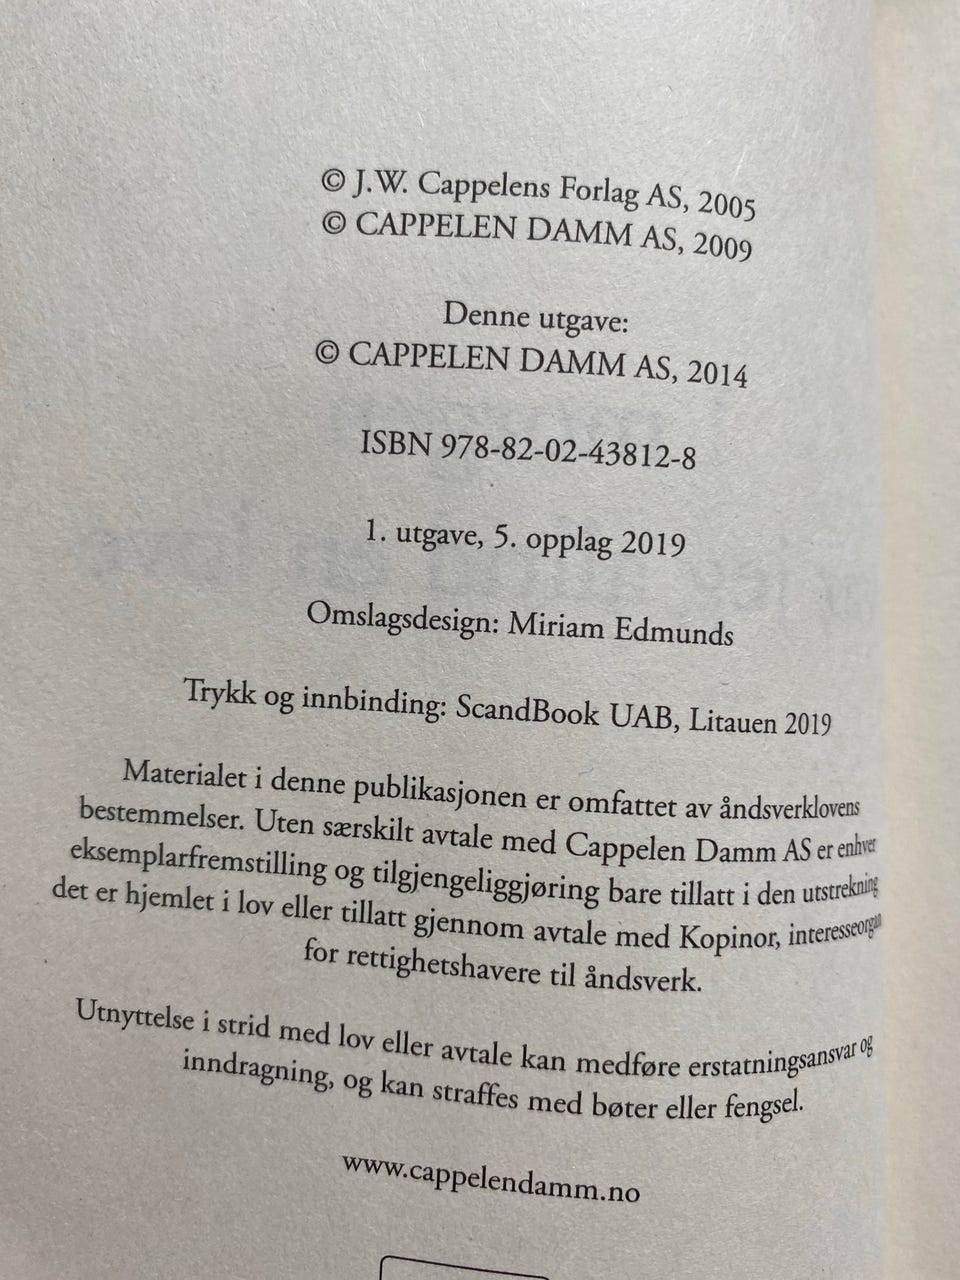 © J.W. Cappelens Forlag AS, 2005
© CAPPELEN DAMM AS, 2009
Denne utgave:
© CAPPELEN DAMM AS, 2014
ISBN 978-82-02-43812-8
1. utgave, 5. opplag 2019
Omslagsdesign: Miriam Edmunds
Trykk og innbinding: ScandBook UAB, Litauen 2019
Materialet i denne publikasjonen er omfattet av åndsverklovens
bestemmelser. Uten særskilt avtale med Cappelen Damm AS er enhver
eksemplarfremstilling og tilgjengeliggjøring bare tillatt i den utstrekning
det er hjemlet i lov eller tillatt gjennom avtale med Kopinor, interesseorgan
for rettighetshavere til åndsverk.
Utnyttelse i strid med lov eller avtale kan medføre erstatningsansvar og
inndragning, og kan straffes med bøter eller fengsel.
www.cappelendamm.no